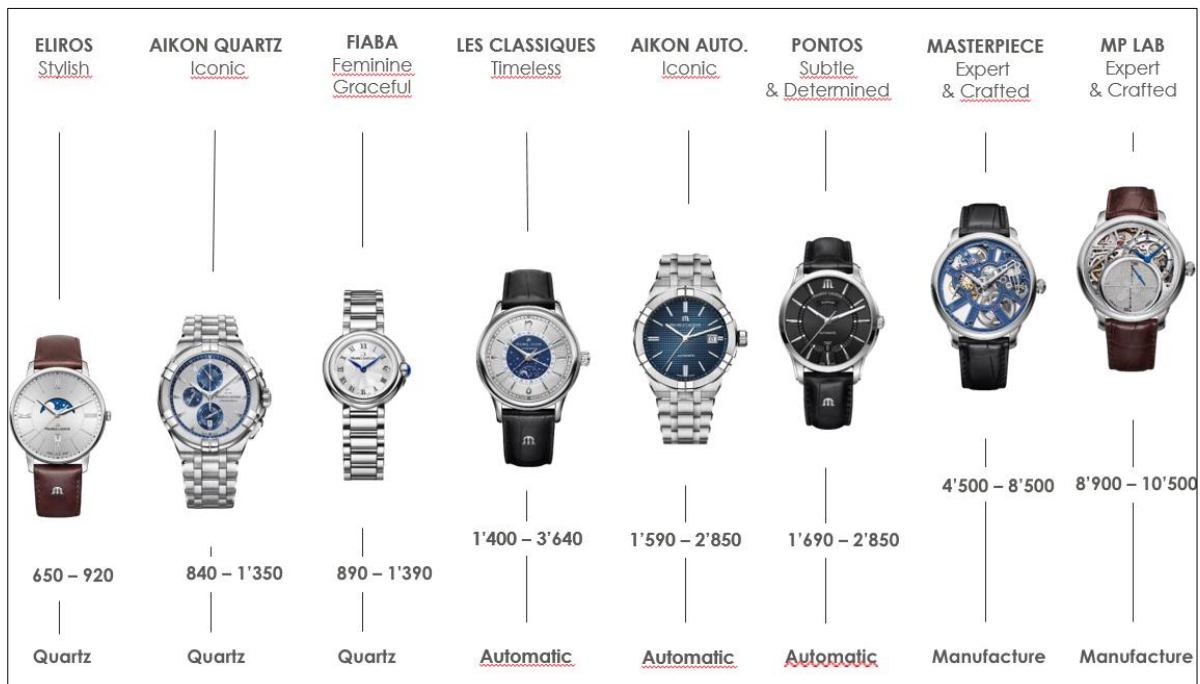 ELIROS
Stylish
AIKON QUARTZ
Iconic
FIABA
Feminine
Graceful
LES CLASSIQUES
Timeless
AIKON AUTO.
Iconic
PONTOS
Subtle
& Determined
MASTERPIECE
Expert
& Crafted
MP LAB
Expert
& Crafted
650 – 920
840 – 1'350
890 – 1'390
1'400 – 3'640
1'590 – 2'850
1'690 – 2'850
4'500 – 8'500
8'900 – 10'500
Quartz
Quartz
Quartz
Automatic
Automatic
Automatic
Manufacture
Manufacture